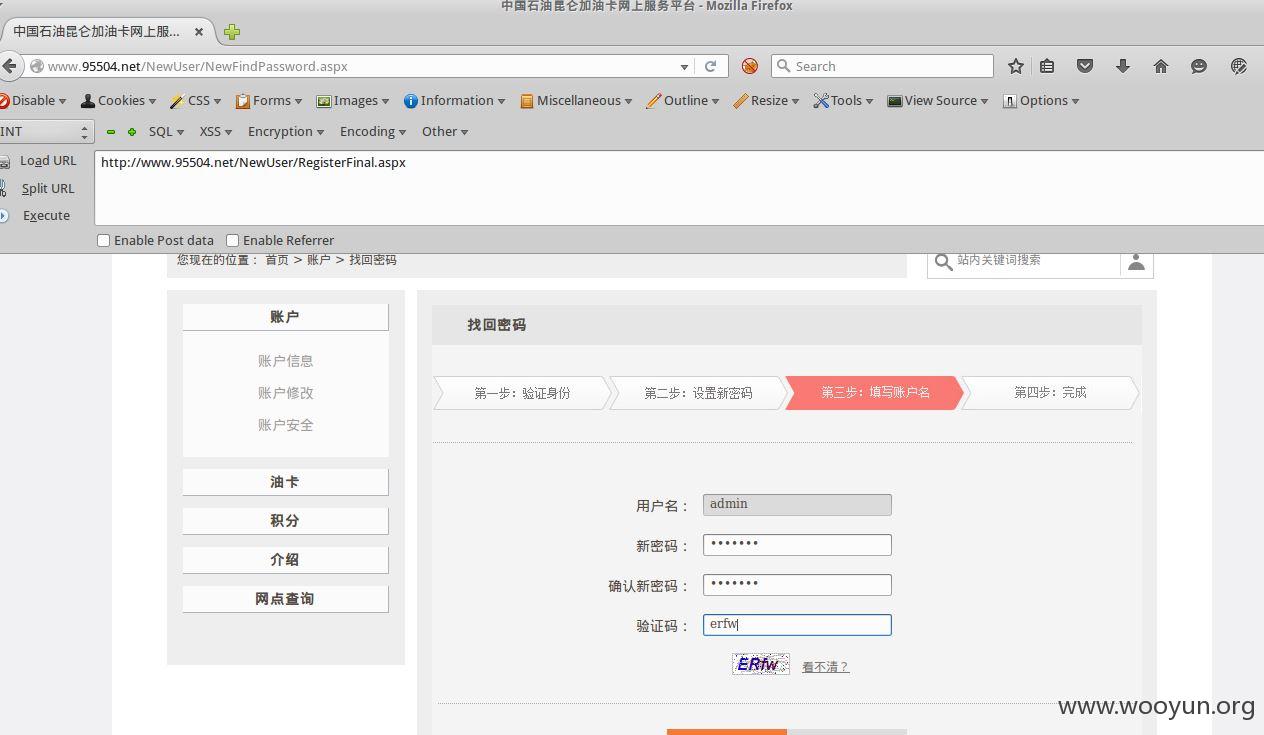 中国石油昆仑加油卡网上服务平台 - Mozilla Firefox
中国石油昆仑加油卡网上服...
www.95504.net/NewUser/NewFindPassword.aspx
Search
Disable Cookies CSS Forms Images Information Miscellaneous Outline Resize Tools View Source Options
INT SQL XSS Encryption Encoding Other
Load URL http://www.95504.net/NewUser/RegisterFinal.aspx
Split URL
Execute
Enable Post data Enable Referrer
您现在的位置： 首页 > 账户 > 找回密码
站内关键词搜索
账户
账户信息
账户修改
账户安全
油卡
积分
介绍
网点查询
找回密码
第一步：验证身份 第二步：设置新密码 第三步：填写账户名 第四步：完成
用户名： admin
新密码： •••••••
确认新密码： •••••••
验证码： erfw
ERfw 看不清？
www.wooyun.org